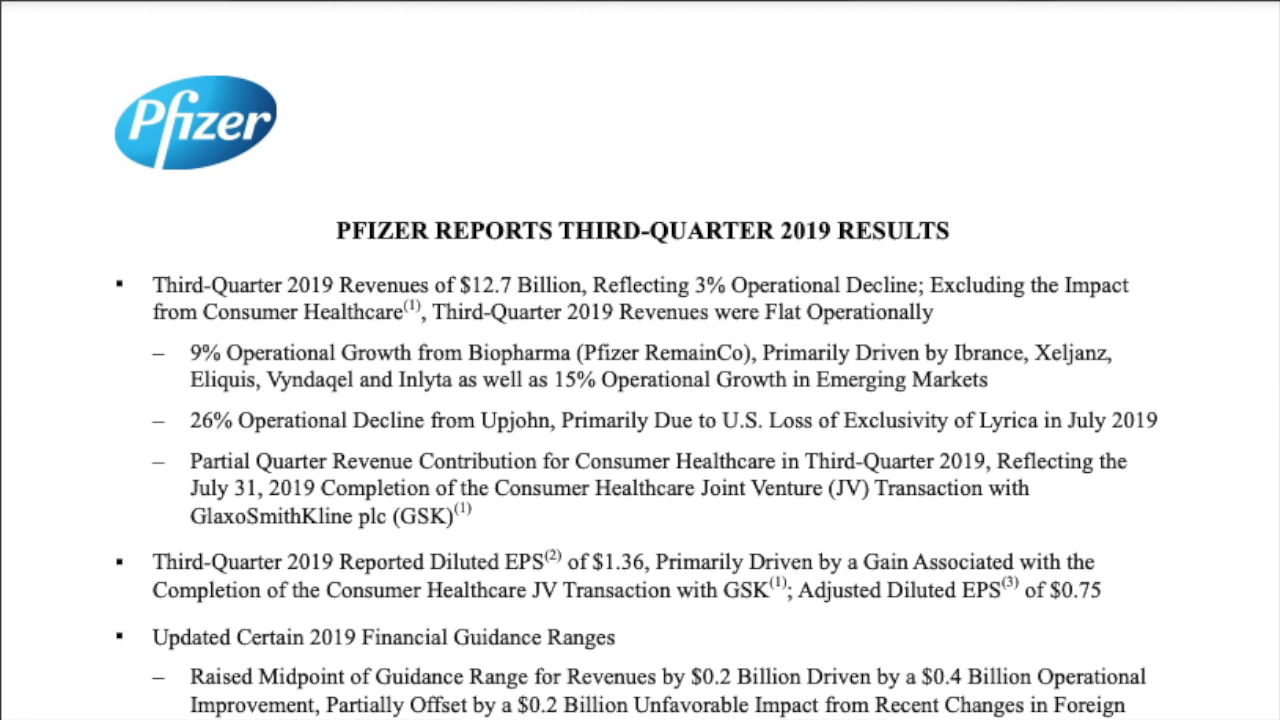 Pfizer
PFIZER REPORTS THIRD-QUARTER 2019 RESULTS
▪ Third-Quarter 2019 Revenues of $12.7 Billion, Reflecting 3% Operational Decline; Excluding the Impact
from Consumer Healthcare(1), Third-Quarter 2019 Revenues were Flat Operationally
– 9% Operational Growth from Biopharma (Pfizer RemainCo), Primarily Driven by Ibrance, Xeljanz,
Eliquis, Vyndaqel and Inlyta as well as 15% Operational Growth in Emerging Markets
– 26% Operational Decline from Upjohn, Primarily Due to U.S. Loss of Exclusivity of Lyrica in July 2019
– Partial Quarter Revenue Contribution for Consumer Healthcare in Third-Quarter 2019, Reflecting the
July 31, 2019 Completion of the Consumer Healthcare Joint Venture (JV) Transaction with
GlaxoSmithKline plc (GSK)(1)
▪ Third-Quarter 2019 Reported Diluted EPS(2) of $1.36, Primarily Driven by a Gain Associated with the
Completion of the Consumer Healthcare JV Transaction with GSK(1); Adjusted Diluted EPS(3) of $0.75
▪ Updated Certain 2019 Financial Guidance Ranges
– Raised Midpoint of Guidance Range for Revenues by $0.2 Billion Driven by a $0.4 Billion Operational
Improvement, Partially Offset by a $0.2 Billion Unfavorable Impact from Recent Changes in Foreign